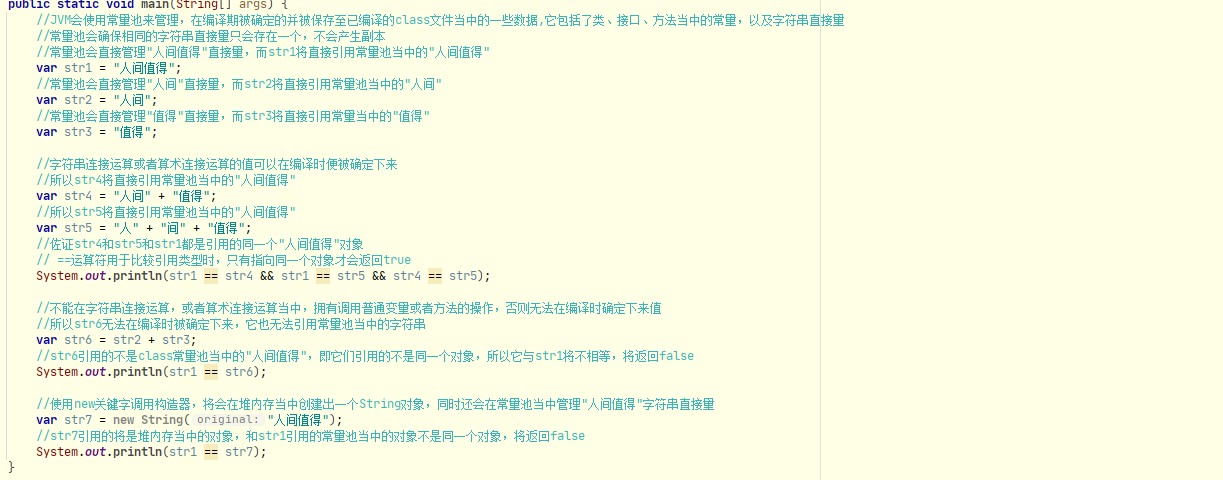 public static void main(String[] args) {
//JVM会使用常量池来管理，在编译期被确定的并被保存至已编译的class文件当中的一些数据,它包括了类、接口、方法当中的常量，以及字符串直接量
//常量池会确保相同的字符串直接量只会存在一个，不会产生副本
//常量池会直接管理"人间值得"直接量，而str1将直接引用常量池当中的"人间值得"
var str1 = "人间值得";
//常量池会直接管理"人间"直接量，而str2将直接引用常量池当中的"人间"
var str2 = "人间";
//常量池会直接管理"值得"直接量，而str3将直接引用常量当中的"值得"
var str3 = "值得";
//字符串连接运算或者算术连接运算的值可以在编译时便被确定下来
//所以str4将直接引用常量池当中的"人间值得"
var str4 = "人间" + "值得";
//所以str5将直接引用常量池当中的"人间值得"
var str5 = "人" + "间" + "值得";
//佐证str4和str5和str1都是引用的同一个"人间值得"对象
// ==运算符用于比较引用类型时，只有指向同一个对象才会返回true
System.out.println(str1 == str4 && str1 == str5 && str4 == str5);
//不能在字符串连接运算，或者算术连接运算当中，拥有调用普通变量或者方法的操作，否则无法在编译时确定下来值
//所以str6无法在编译时被确定下来，它也无法引用常量池当中的字符串
var str6 = str2 + str3;
//str6引用的不是class常量池当中的"人间值得"，即它们引用的不是同一个对象，所以它与str1将不相等，将返回false
System.out.println(str1 == str6);
//使用new关键字调用构造器，将会在堆内存当中创建出一个String对象，同时还会在常量池当中管理"人间值得"字符串直接量
var str7 = new String( original: "人间值得");
//str7引用的将是堆内存当中的对象，和str1引用的常量池当中的对象不是同一个对象，将返回false
System.out.println(str1 == str7);
}